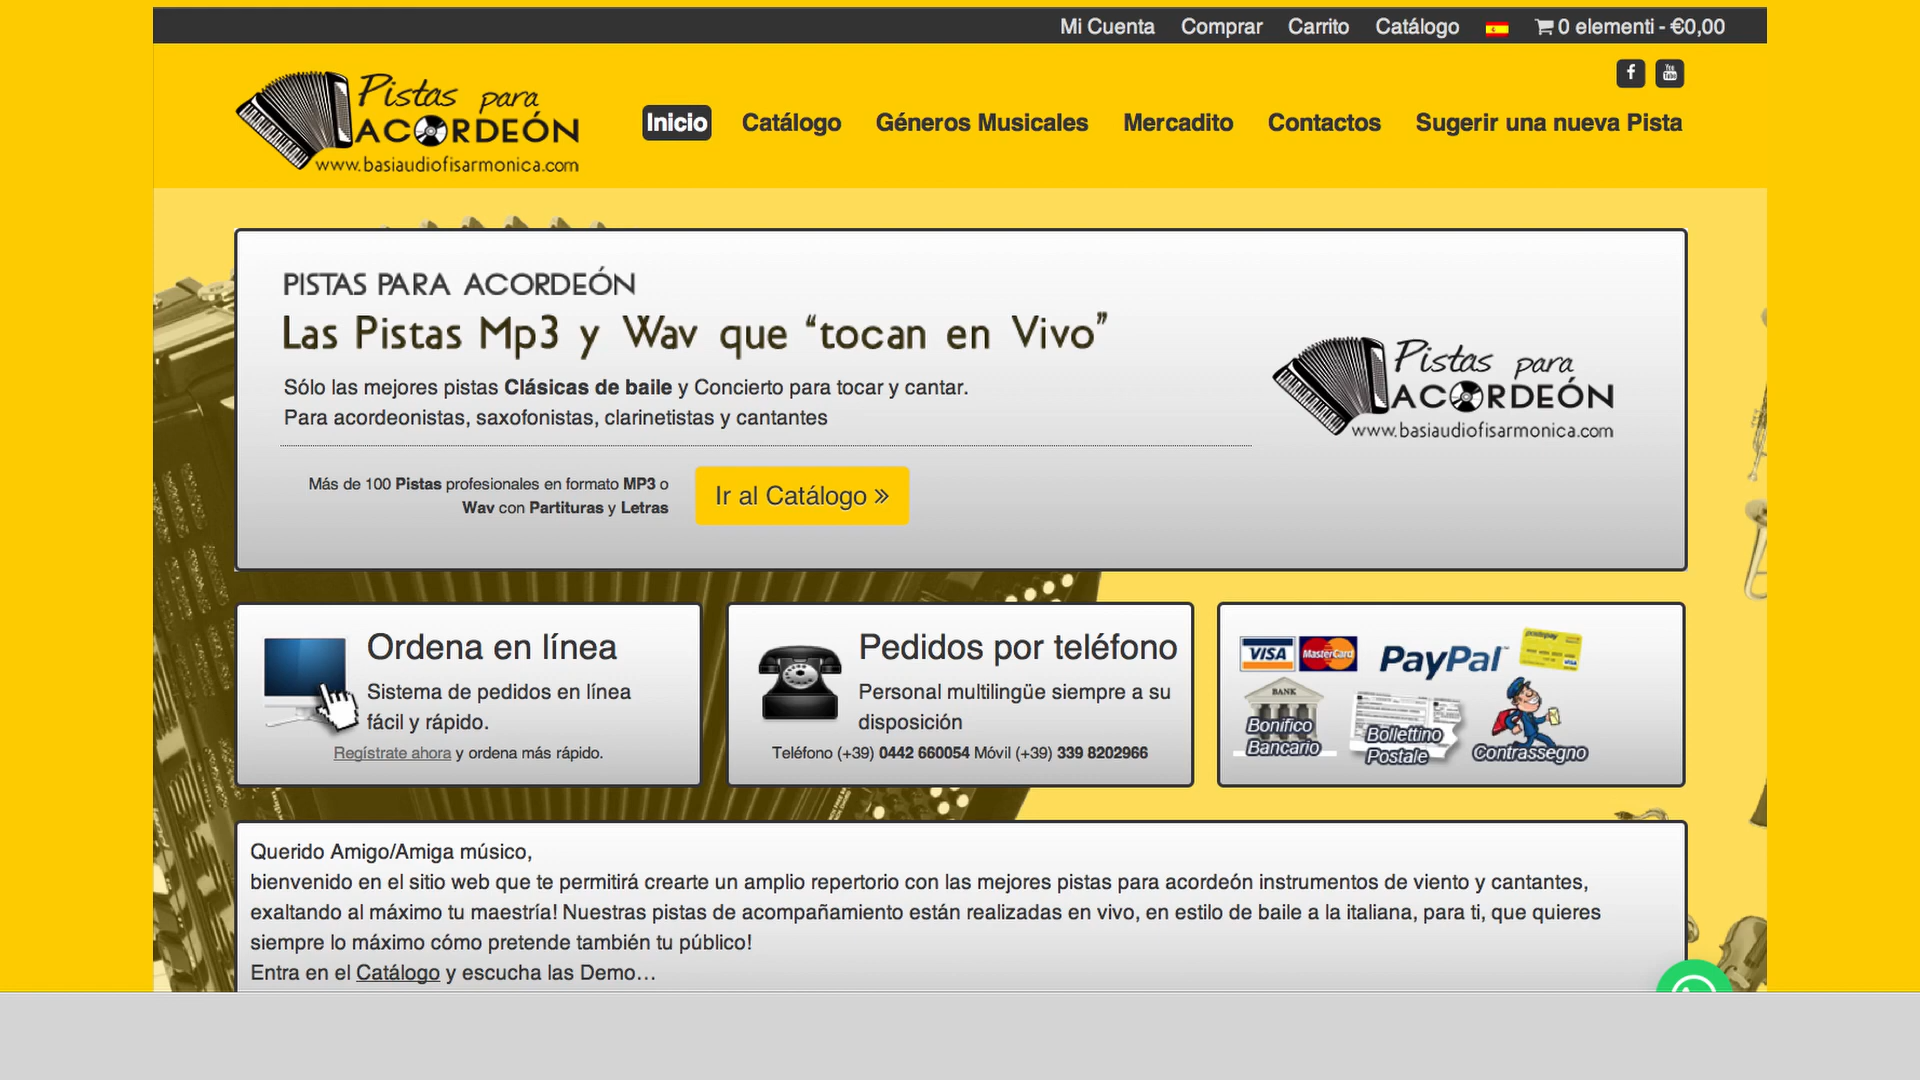 Mi Cuenta Comprar Carrito Catálogo 0 elementi - €0,00
Pistas para
ACORDEÓN
www.basiaudiofisarmonica.com
Inicio Catálogo Géneros Musicales Mercadito Contactos Sugerir una nueva Pista
PISTAS PARA ACORDEÓN
Las Pistas Mp3 y Wav que “tocan en Vivo”
Sólo las mejores pistas Clásicas de baile y Concierto para tocar y cantar.
Para acordeonistas, saxofonistas, clarinetistas y cantantes
Más de 100 Pistas profesionales en formato MP3 o
Wav con Partituras y Letras
Ir al Catálogo »
Pistas para
ACORDEÓN
www.basiaudiofisarmonica.com
Ordena en línea
Sistema de pedidos en línea
fácil y rápido.
Regístrate ahora y ordena más rápido.
Pedidos por teléfono
Personal multilingüe siempre a su
disposición
Teléfono (+39) 0442 660054 Móvil (+39) 339 8202966
VISA MasterCard PayPal postepay
BANK
Bonifico
Bancario
Bollettino
Postale
Contrassegno
Querido Amigo/Amiga músico,
bienvenido en el sitio web que te permitirá crearte un amplio repertorio con las mejores pistas para acordeón instrumentos de viento y cantantes,
exaltando al máximo tu maestría! Nuestras pistas de acompañamiento están realizadas en vivo, en estilo de baile a la italiana, para ti, que quieres
siempre lo máximo cómo pretende también tu público!
Entra en el Catálogo y escucha las Demo…